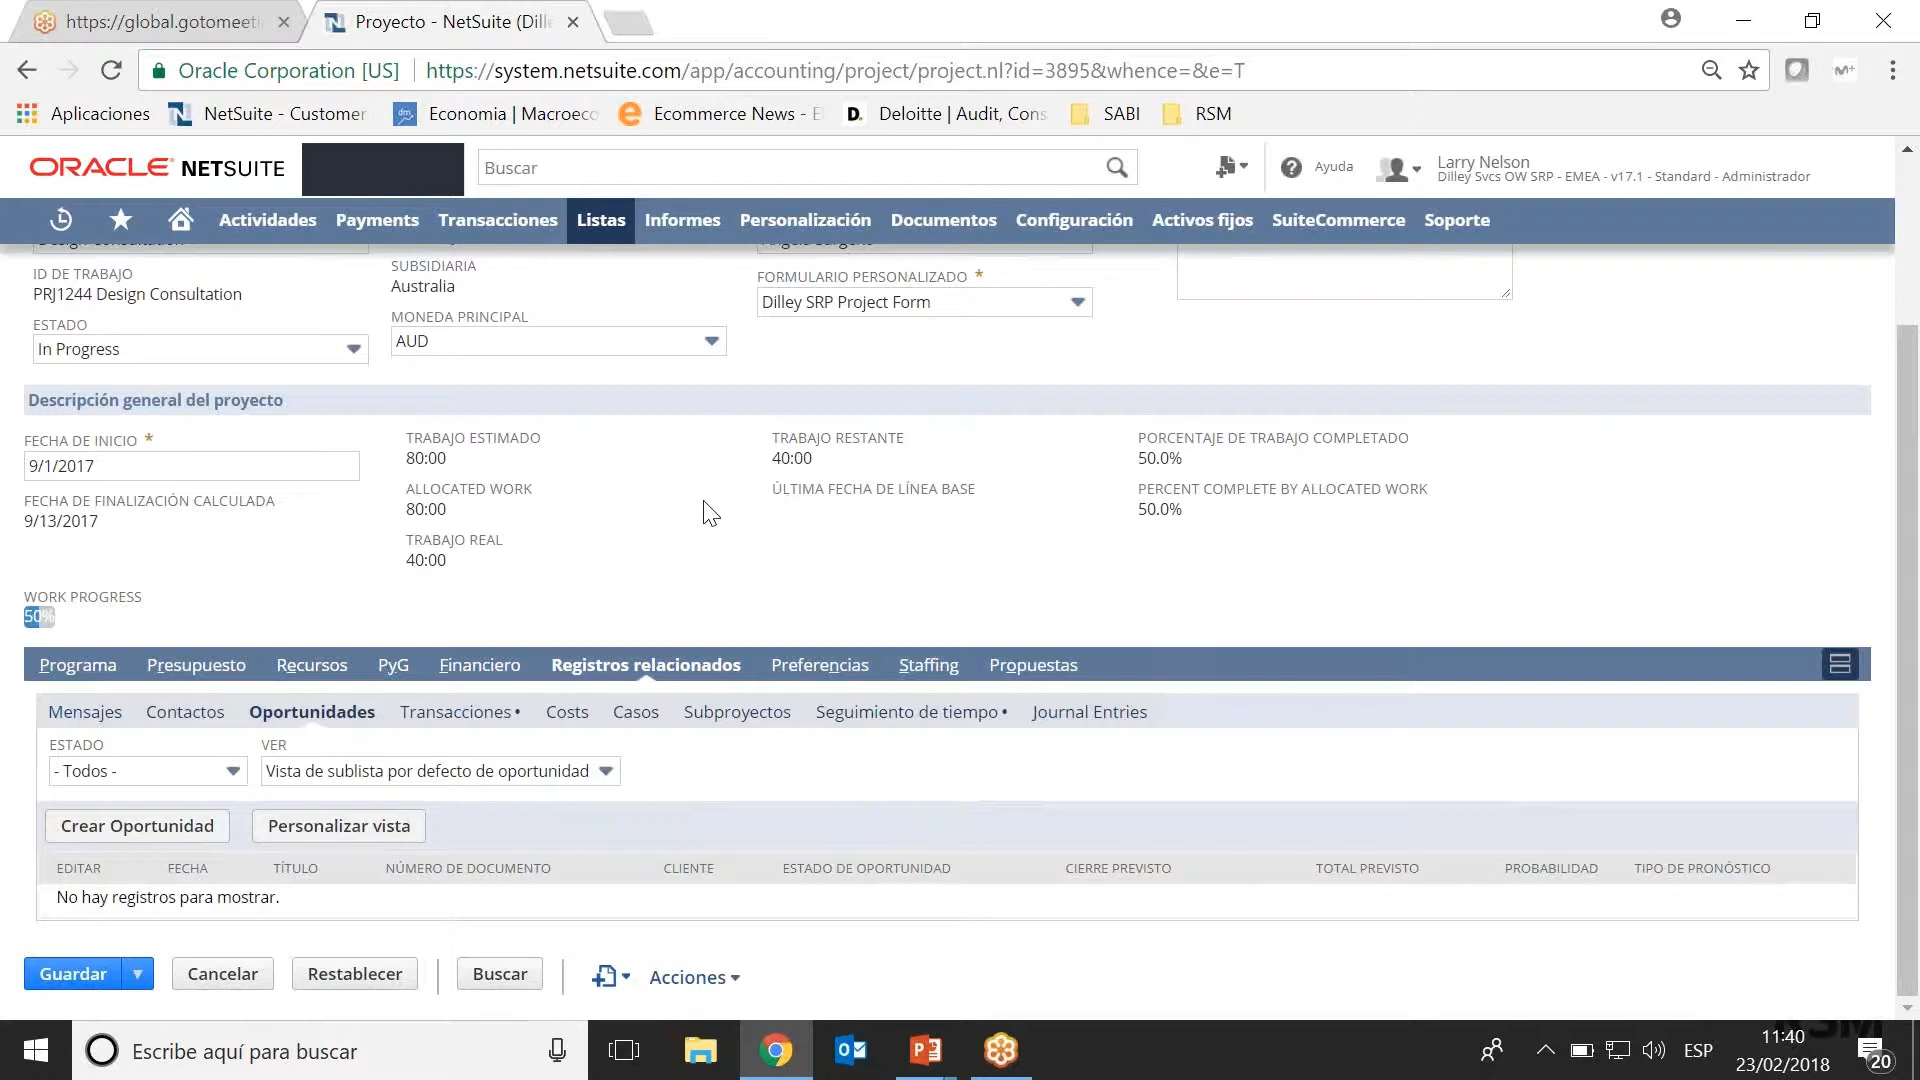 https://global.gotomeeti
Proyecto - NetSuite (Dill
Oracle Corporation [US]
https://system.netsuite.com/app/accounting/project/project.nl?id=3895&whence=&e=T
Aplicaciones
NetSuite - Customer
Economia | Macroeco
Ecommerce News - E
D.
Deloitte | Audit, Cons
SABI
RSM
ORACLE NETSUITE
Buscar
Ayuda
Larry Nelson
Dilley Svcs OW SRP - EMEA - v17.1 - Standard - Administrador
Actividades Payments Transacciones Listas Informes Personalización Documentos Configuración Activos fijos SuiteCommerce Soporte
ID DE TRABAJO
PRJ1244 Design Consultation
ESTADO
In Progress
SUBSIDIARIA
Australia
MONEDA PRINCIPAL
AUD
FORMULARIO PERSONALIZADO *
Dilley SRP Project Form
Descripción general del proyecto
FECHA DE INICIO *
9/1/2017
FECHA DE FINALIZACIÓN CALCULADA
9/13/2017
TRABAJO ESTIMADO
80:00
ALLOCATED WORK
80:00
TRABAJO REAL
40:00
TRABAJO RESTANTE
40:00
ÚLTIMA FECHA DE LÍNEA BASE
PORCENTAJE DE TRABAJO COMPLETADO
50.0%
PERCENT COMPLETE BY ALLOCATED WORK
50.0%
WORK PROGRESS
50%
Programa Presupuesto Recursos PyG Financiero Registros relacionados Preferencias Staffing Propuestas
Mensajes Contactos Oportunidades Transacciones • Costs Casos Subproyectos Seguimiento de tiempo • Journal Entries
ESTADO
- Todos -
VER
Vista de sublista por defecto de oportunidad
Crear Oportunidad
Personalizar vista
EDITAR FECHA TÍTULO NÚMERO DE DOCUMENTO CLIENTE ESTADO DE OPORTUNIDAD CIERRE PREVISTO TOTAL PREVISTO PROBABILIDAD TIPO DE PRONÓSTICO
No hay registros para mostrar.
Guardar
Cancelar
Restablecer
Buscar
Acciones
Escribe aquí para buscar
ESP
11:40
23/02/2018
20